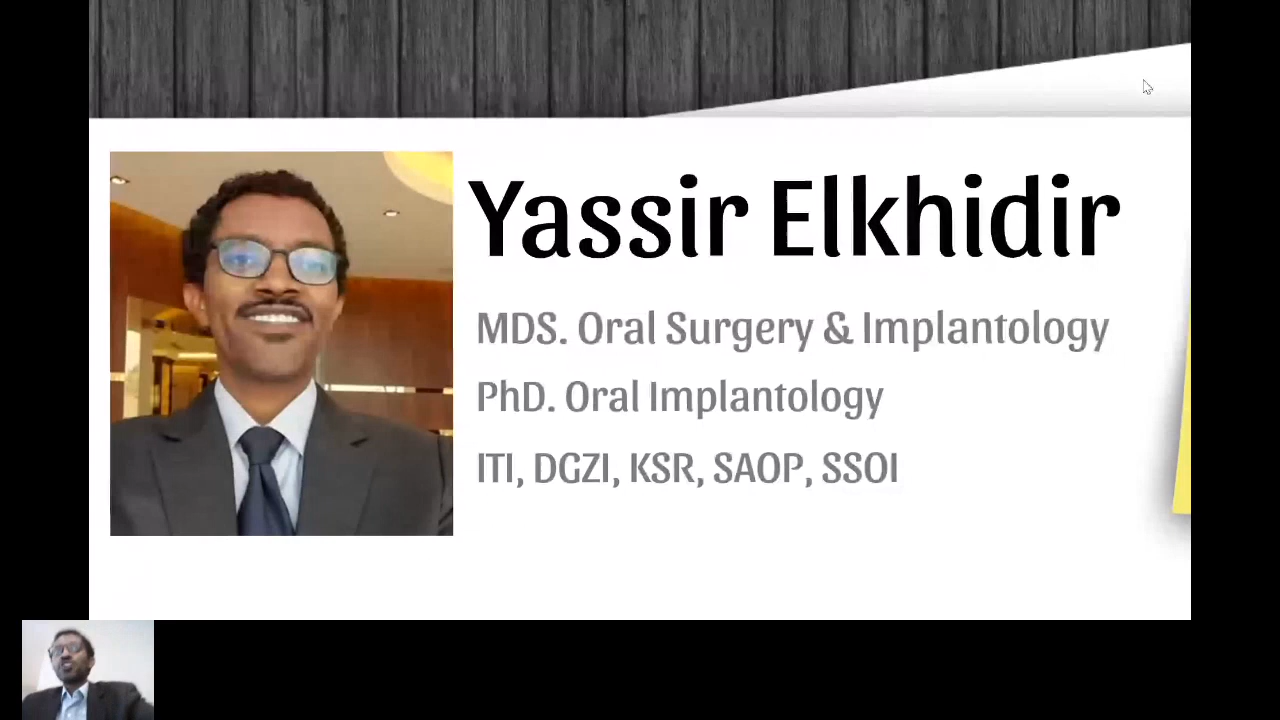 Yassir Elkhidir
MDS. Oral Surgery & Implantology
PhD. Oral Implantology
ITI, DGZI, KSR, SAOP, SSOI